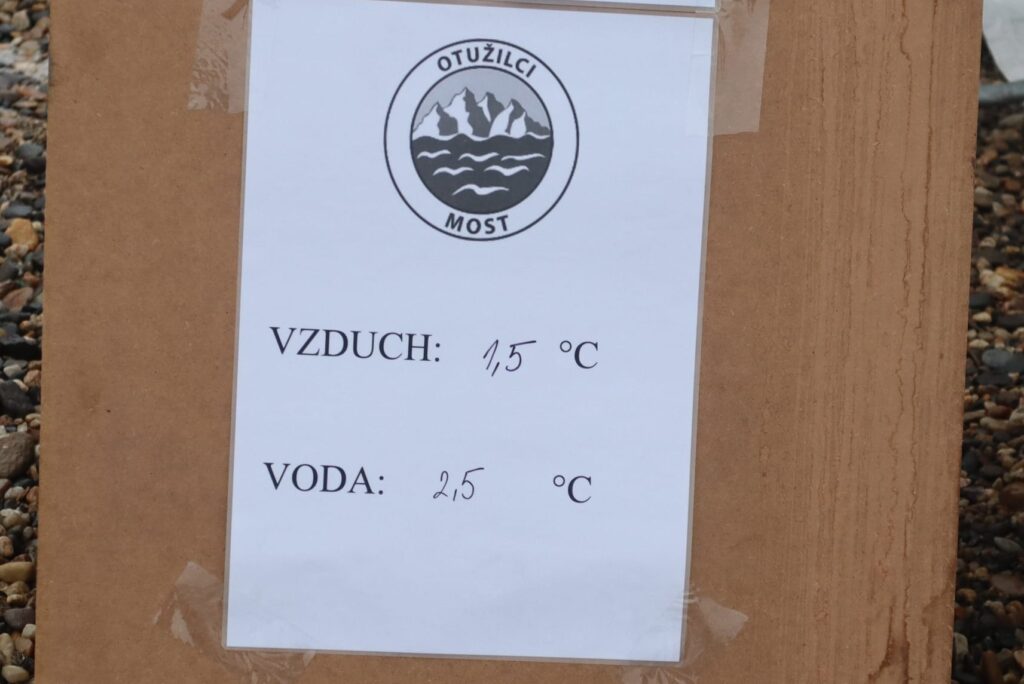 OTUŽILCI
MOST
VZDUCH: 1,5 °C
VODA: 2,5 °C